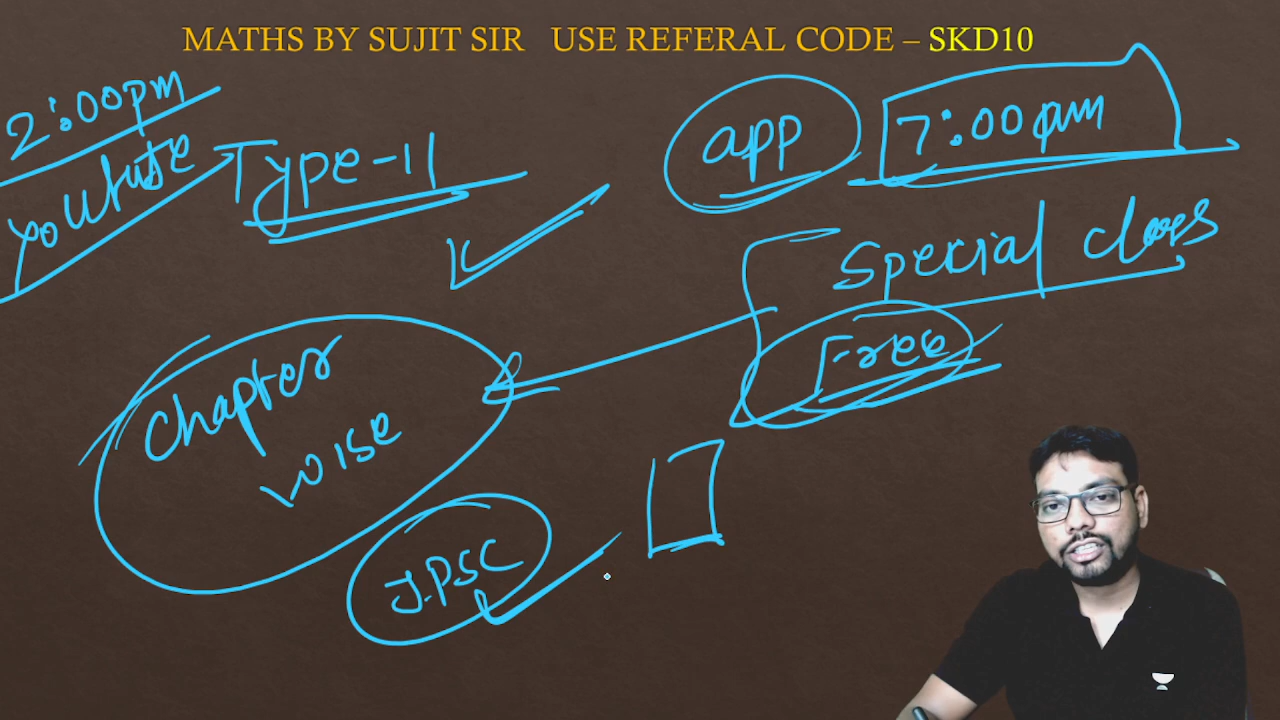 MATHS BY SUJIT SIR USE REFERAL CODE – SKD10
2:00pm
Youtube
Type-11
app
7:00pm
Special class
Free
Chapter
wise
J.PSC